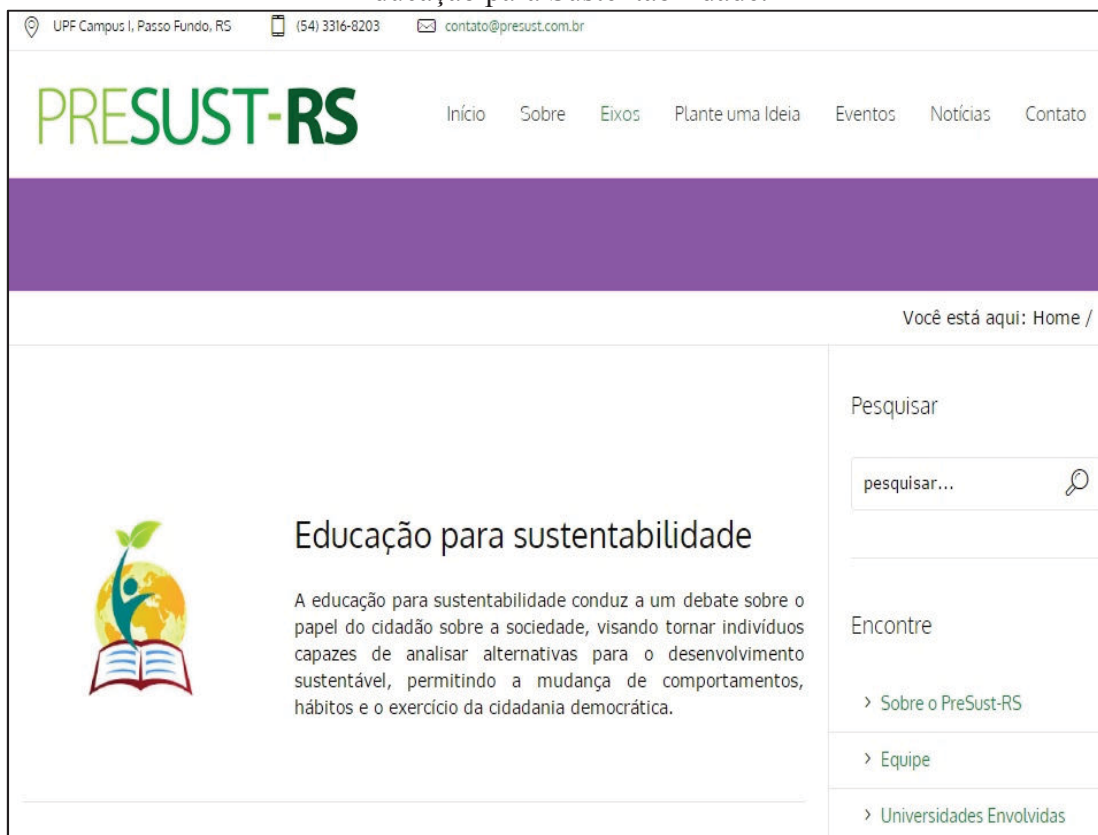 Educação para Sustentabilidade.
UPF Campus I, Passo Fundo, RS (54) 3316-8203 contato@presust.com.br
PRESUST-RS
Início Sobre Eixos Plante uma Ideia Eventos Notícias Contato
Você está aqui: Home /
Pesquisar
pesquisar...
Educação para sustentabilidade
A educação para sustentabilidade conduz a um debate sobre o
papel do cidadão sobre a sociedade, visando tornar indivíduos
capazes de analisar alternativas para o desenvolvimento
sustentável, permitindo a mudança de comportamentos,
hábitos e o exercício da cidadania democrática.
Encontre
> Sobre o PreSust-RS
> Equipe
> Universidades Envolvidas